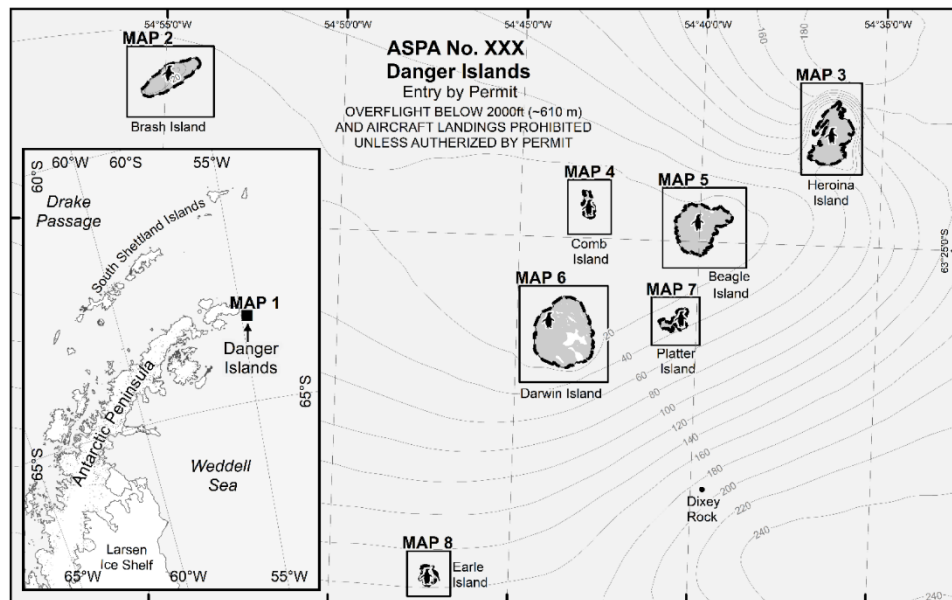 54°55'0"W
54°50'0"W
54°45'0"W
54°40'0"W
54°35'0"W
MAP 2
20
Brash Island
ASPA No. XXX
Danger Islands
Entry by Permit
OVERFLIGHT BELOW 2000ft (~610 m)
AND AIRCRAFT LANDINGS PROHIBITED
UNLESS AUTHERIZED BY PERMIT
180
160
MAP 3
Heroina
Island
MAP 4
Comb
Island
MAP 5
Beagle
Island
63°25'0"S
MAP 6
Darwin Island
MAP 7
Platter
Island
20
40
60
80
100
120
140
160
180
200
220
240
240
Dixey
Rock
MAP 8
Earle
Island
60°W
60°S
55°W
60°S
Drake
Passage
South Shettland Islands
MAP 1
Danger
Islands
Antarctic Peninsula
65°S
65°S
Weddell
Sea
Larsen
Ice Shelf
65°W
60°W
55°W